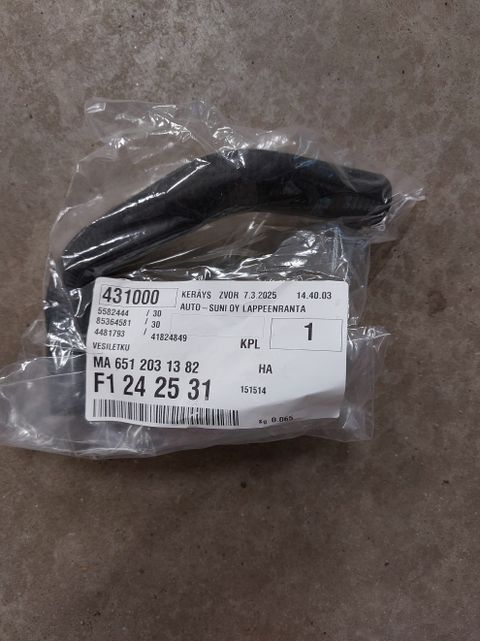 431000 KERÄYS ZVOR 7.3.2025 14.40.03
AUTO-SUNI OY LAPPEENRANTA
5582444 / 30
85364581 / 30
4481793 / 41824849
KPL 1
VESILETKU
MA 651 203 13 82 HA
F1 24 25 31 151514
Kg 0.065